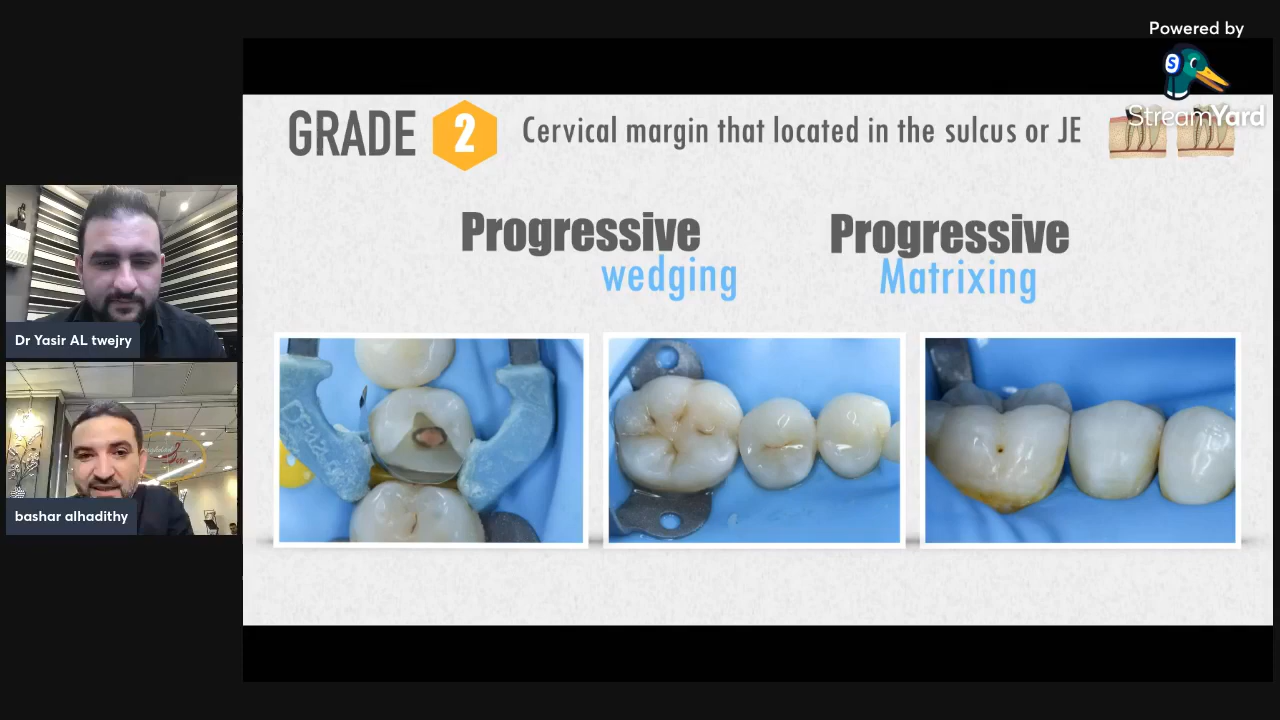 Powered by
S
StreamYard
GRADE 2
Cervical margin that located in the sulcus or JE
Progressive
wedging
Progressive
Matrixing
Dr Yasir AL twejry
bashar alhadithy